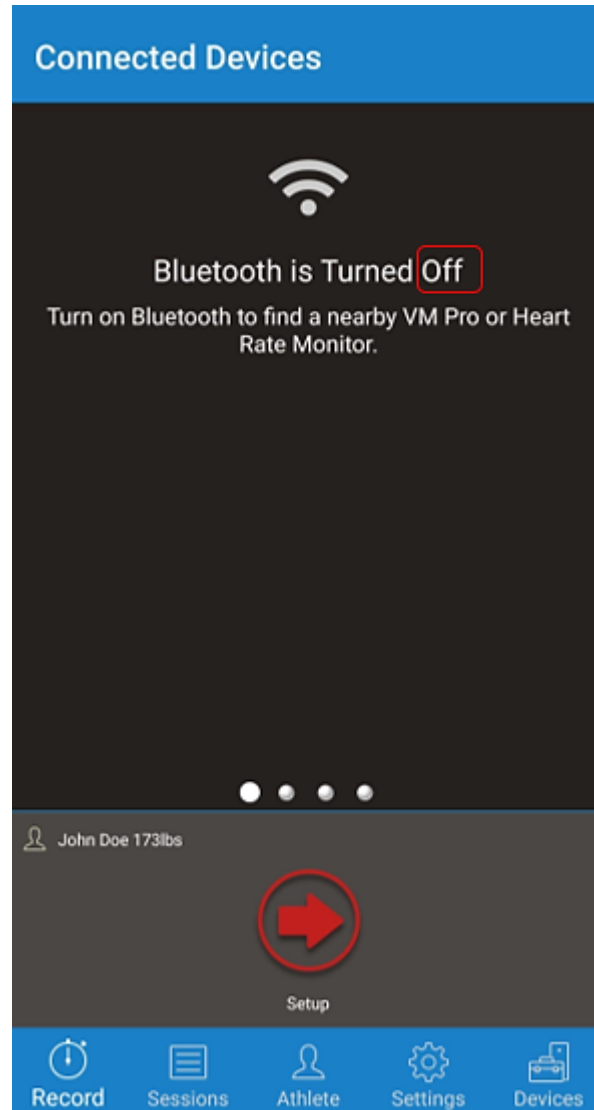 Connected Devices
Bluetooth is Turned Off
Turn on Bluetooth to find a nearby VM Pro or Heart
Rate Monitor.
John Doe 173lbs
Setup
Record Sessions Athlete Settings Devices